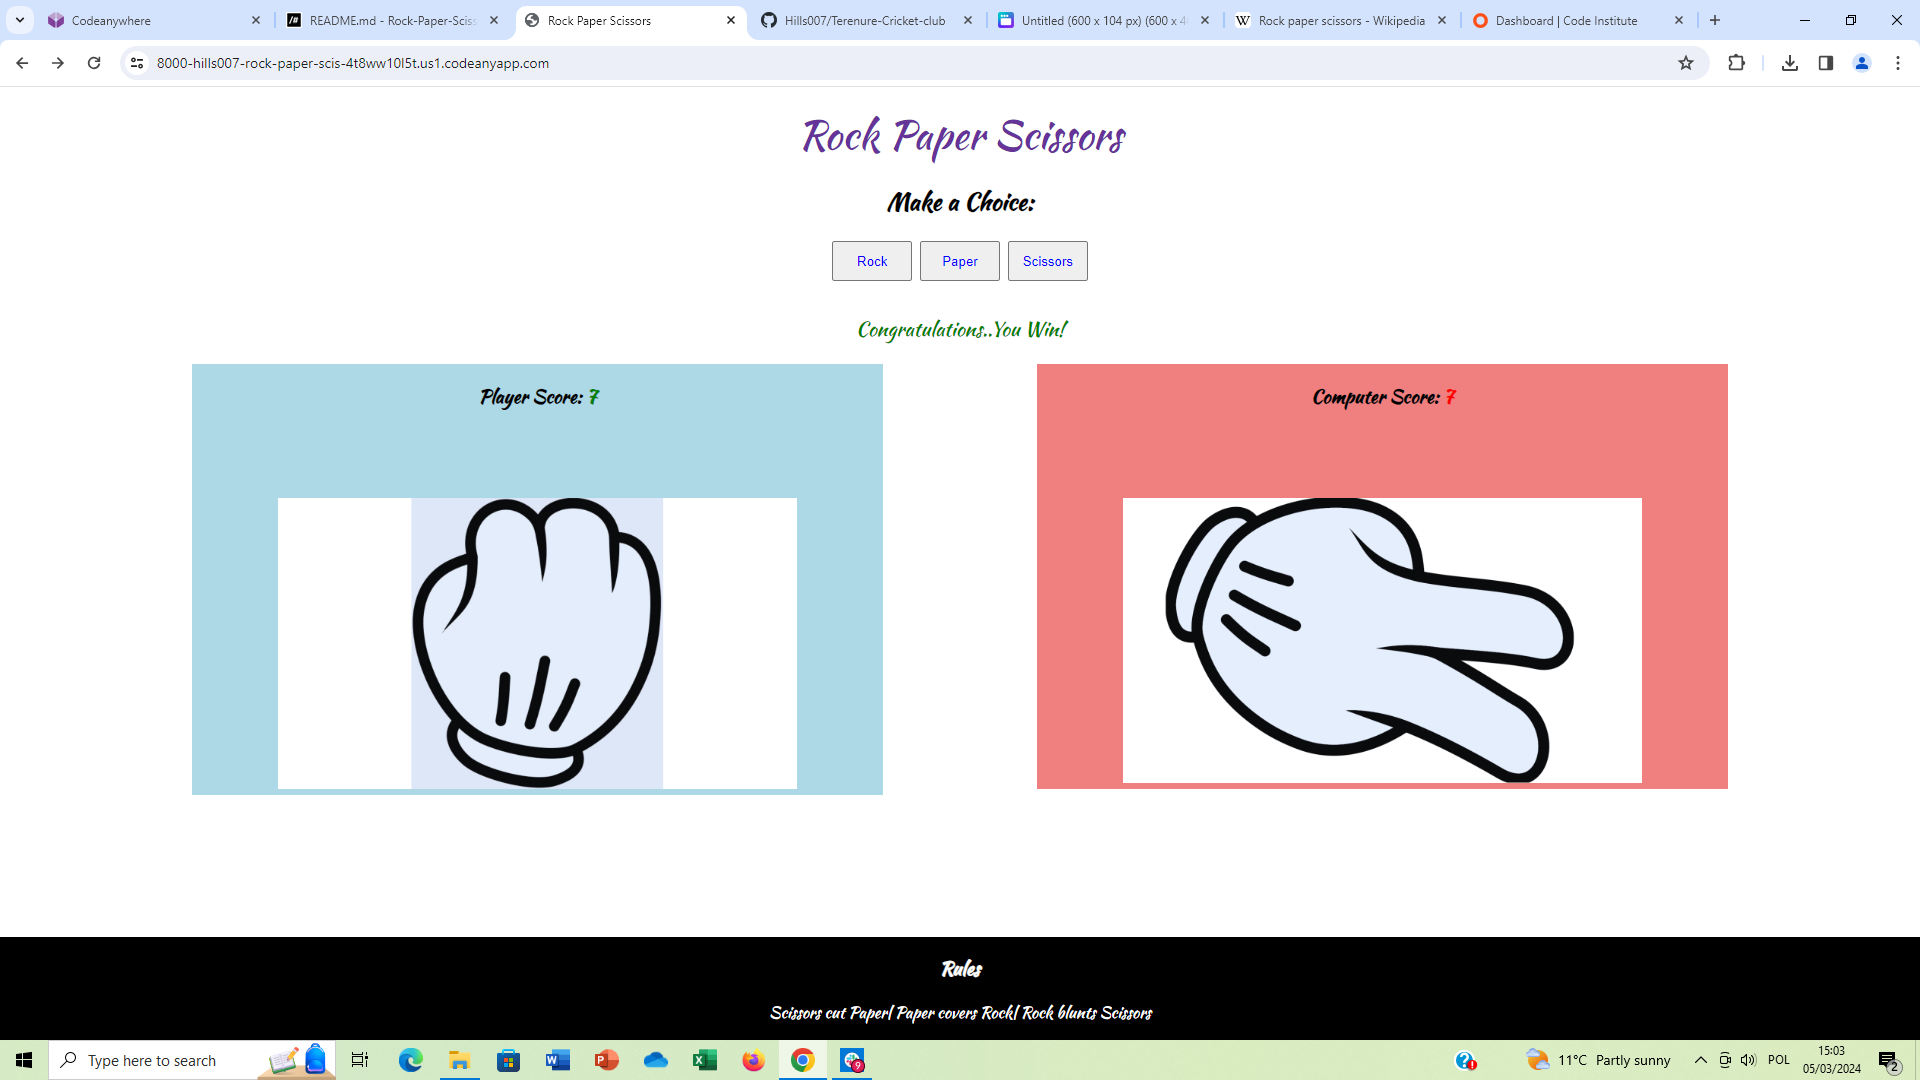 Codeanywhere
README.md - Rock-Paper-Sciss
Rock Paper Scissors
Hills007/Terenure-Cricket-club
Untitled (600 x 104 px) (600 x 4
Rock paper scissors - Wikipedia
Dashboard | Code Institute
8000-hills007-rock-paper-scis-4t8ww10l5t.us1.codeanyapp.com
Rock Paper Scissors
Make a Choice:
Rock
Paper
Scissors
Congratulations..You Win!
Player Score: 7
Computer Score: 7
Rules
Scissors cut Paper| Paper covers Rock| Rock blunts Scissors
Type here to search
9
11°C Partly sunny
POL
15:03
05/03/2024
2